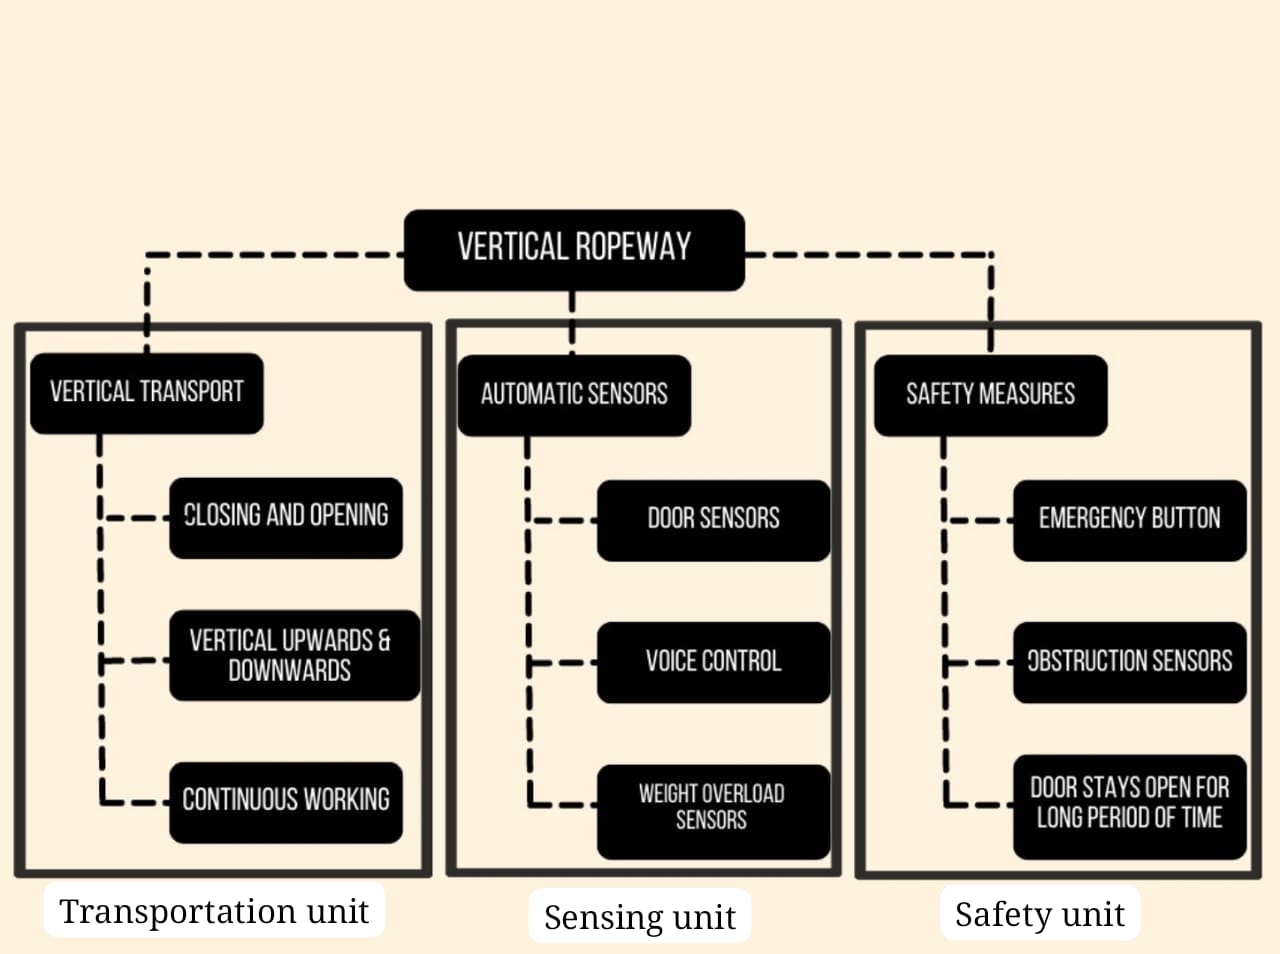 VERTICAL ROPEWAY
VERTICAL TRANSPORT
CLOSING AND OPENING
VERTICAL UPWARDS &
DOWNWARDS
CONTINUOUS WORKING
Transportation unit
AUTOMATIC SENSORS
DOOR SENSORS
VOICE CONTROL
WEIGHT OVERLOAD
SENSORS
Sensing unit
SAFETY MEASURES
EMERGENCY BUTTON
OBSTRUCTION SENSORS
DOOR STAYS OPEN FOR
LONG PERIOD OF TIME
Safety unit